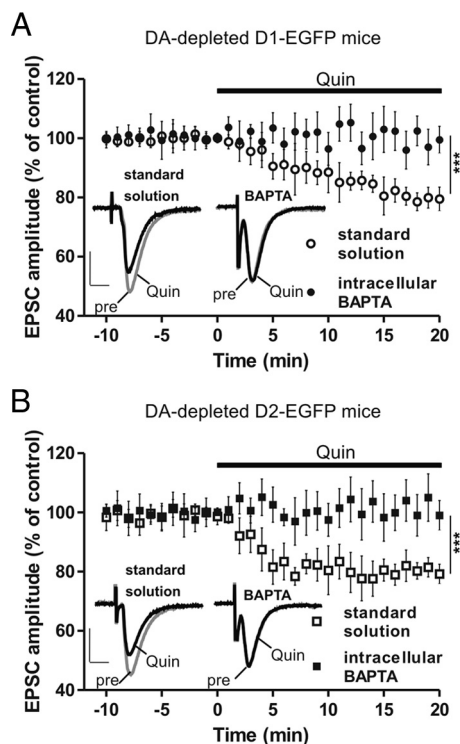 A
DA-depleted D1-EGFP mice
EPSC amplitude (% of control)
120
100
80
60
40
Quin
***
standard
solution
BAPTA
pre
Quin
pre
Quin
standard
solution
intracellular
BAPTA
-10
-5
0
5
10
15
20
Time (min)
B
DA-depleted D2-EGFP mice
EPSC amplitude (% of control)
120
100
80
60
40
Quin
***
standard
solution
BAPTA
pre
Quin
pre
Quin
standard
solution
intracellular
BAPTA
-10
-5
0
5
10
15
20
Time (min)